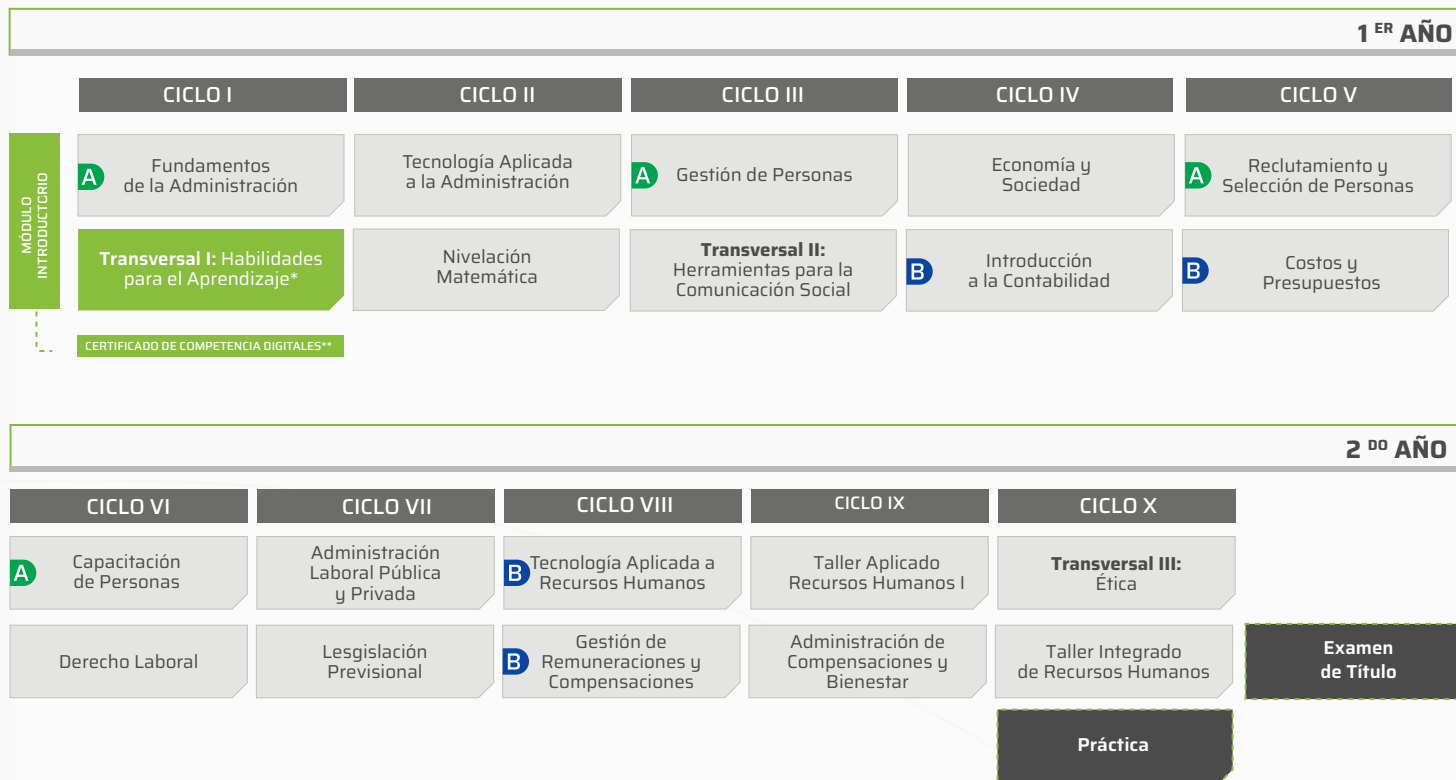 1 ER AÑO
CICLO I
CICLO II
CICLO III
CICLO IV
CICLO V
MÓDULO
INTRODUCTORIO
A
Fundamentos
de la Administración
Tecnología Aplicada
a la Administración
A
Gestión de Personas
Economía y
Sociedad
A
Reclutamiento y
Selección de Personas
Transversal I: Habilidades
para el Aprendizaje*
Nivelación
Matemática
Transversal II:
Herramientas para la
Comunicación Social
B
Introducción
a la Contabilidad
B
Costos y
Presupuestos
CERTIFICADO DE COMPETENCIA DIGITALES**
2 DO AÑO
CICLO VI
CICLO VII
CICLO VIII
CICLO IX
CICLO X
A
Capacitación
de Personas
Administración
Laboral Pública
y Privada
B
Tecnología Aplicada a
Recursos Humanos
Taller Aplicado
Recursos Humanos I
Transversal III:
Ética
Derecho Laboral
Lesgislación
Previsional
B
Gestión de
Remuneraciones y
Compensaciones
Administración de
Compensaciones y
Bienestar
Taller Integrado
de Recursos Humanos
Examen
de Título
Práctica